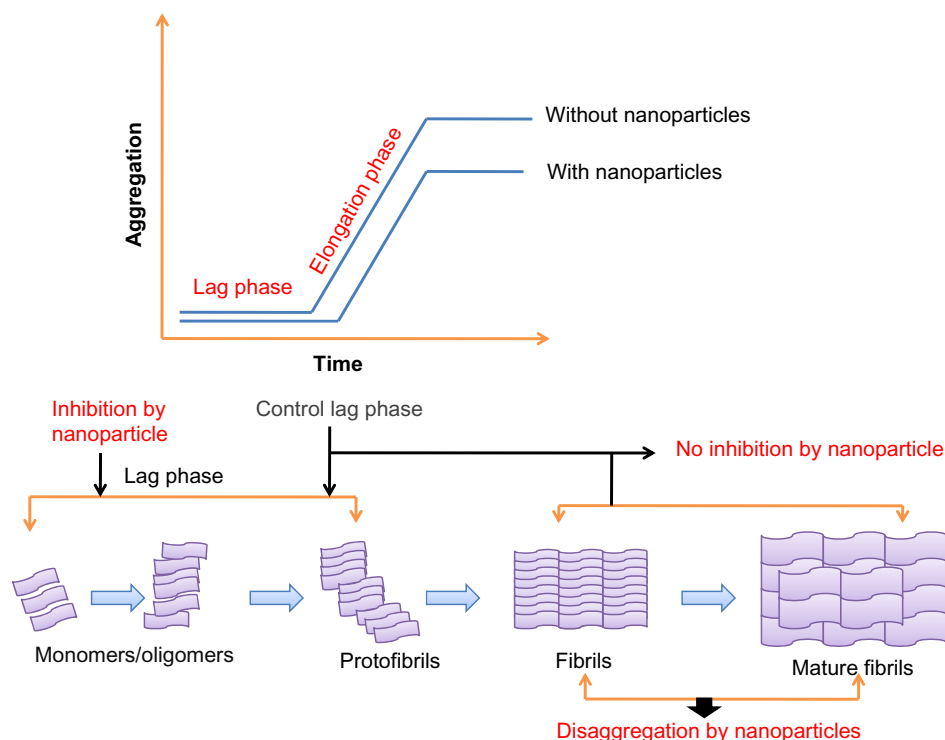 Aggregation
Without nanoparticles
With nanoparticles
Elongation phase
Lag phase
Time
Inhibition by
nanoparticle
Control lag phase
No inhibition by nanoparticle
Lag phase
Monomers/oligomers
Protofibrils
Fibrils
Mature fibrils
Disaggregation by nanoparticles